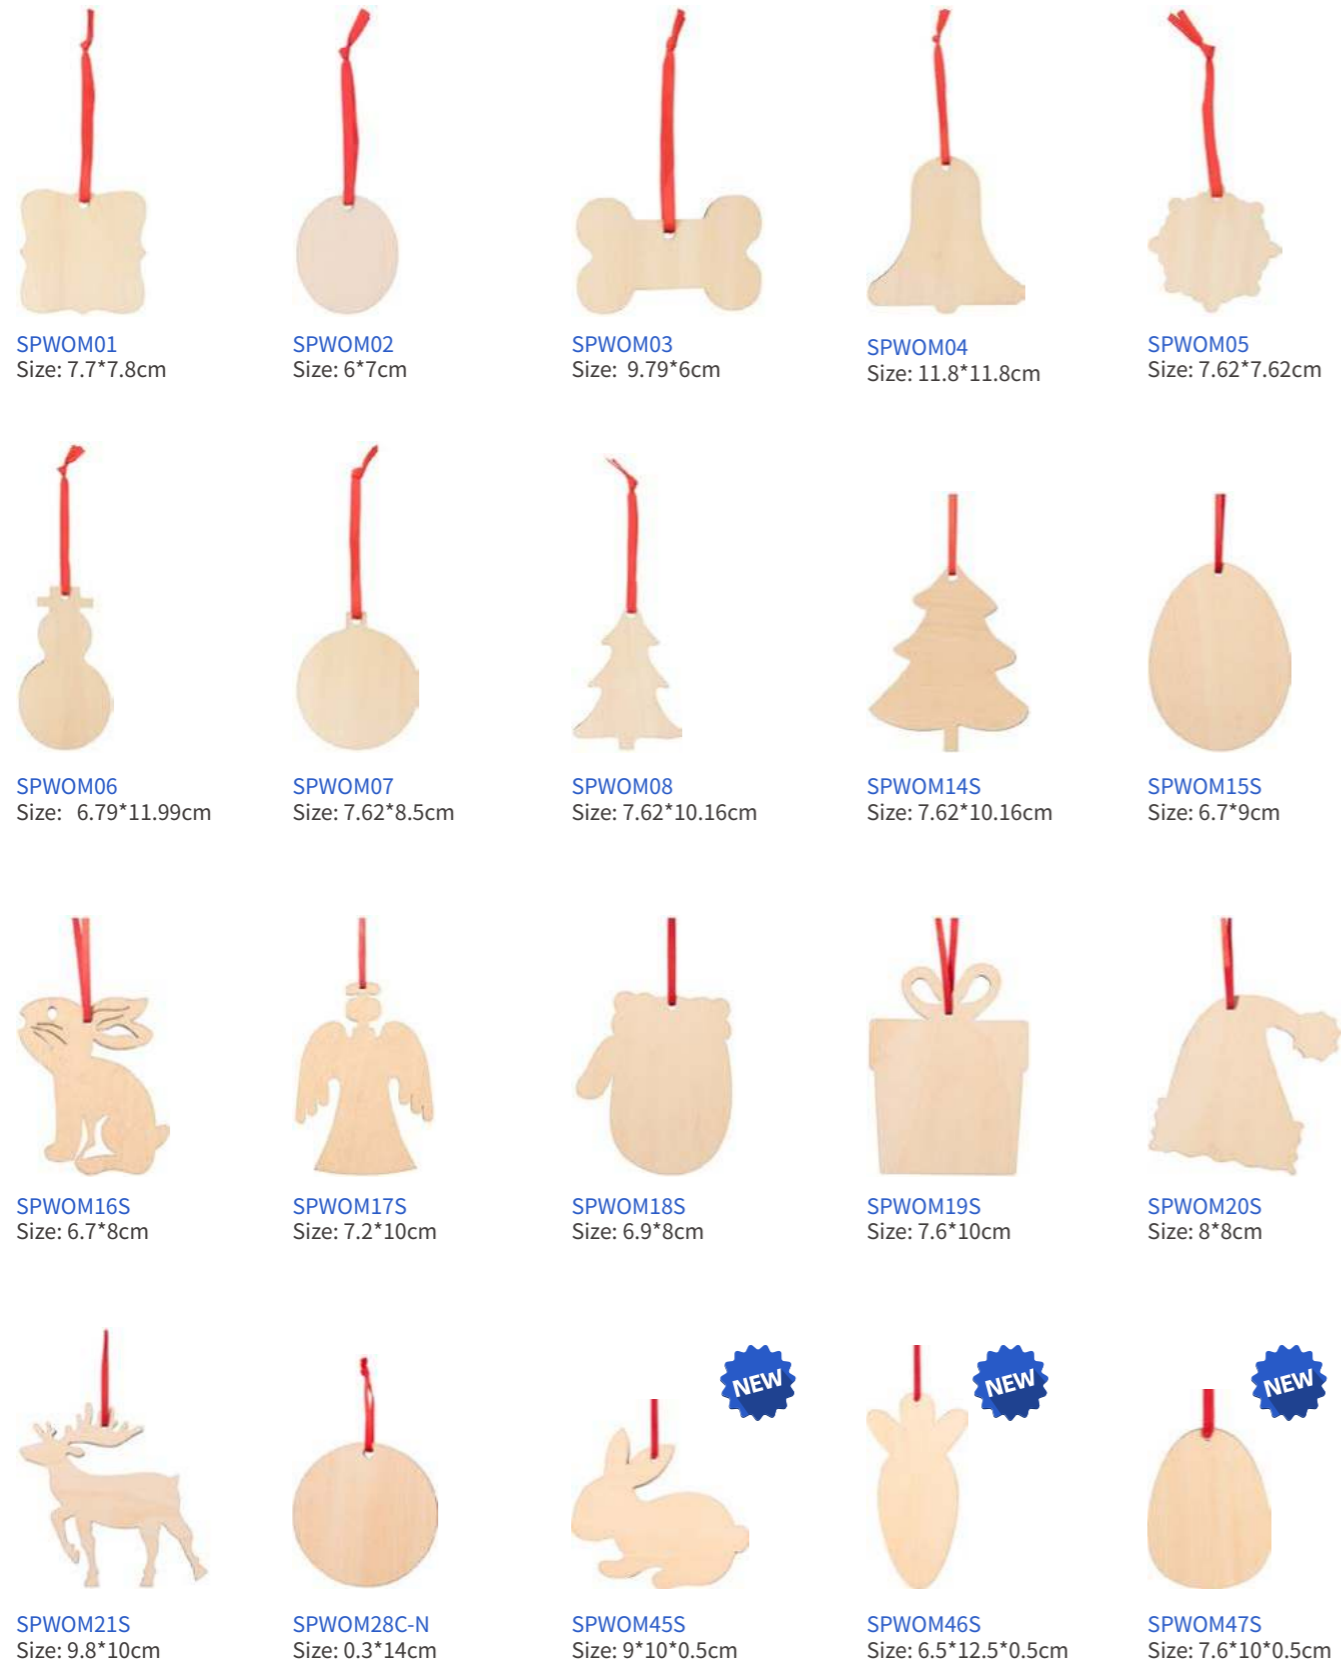 SPWOM01
Size: 7.7*7.8cm
SPWOM02
Size: 6*7cm
SPWOM03
Size: 9.79*6cm
SPWOM04
Size: 11.8*11.8cm
SPWOM05
Size: 7.62*7.62cm
SPWOM06
Size: 6.79*11.99cm
SPWOM07
Size: 7.62*8.5cm
SPWOM08
Size: 7.62*10.16cm
SPWOM14S
Size: 7.62*10.16cm
SPWOM15S
Size: 6.7*9cm
SPWOM16S
Size: 6.7*8cm
SPWOM17S
Size: 7.2*10cm
SPWOM18S
Size: 6.9*8cm
SPWOM19S
Size: 7.6*10cm
SPWOM20S
Size: 8*8cm
SPWOM21S
Size: 9.8*10cm
SPWOM28C-N
Size: 0.3*14cm
NEW
SPWOM45S
Size: 9*10*0.5cm
NEW
SPWOM46S
Size: 6.5*12.5*0.5cm
NEW
SPWOM47S
Size: 7.6*10*0.5cm